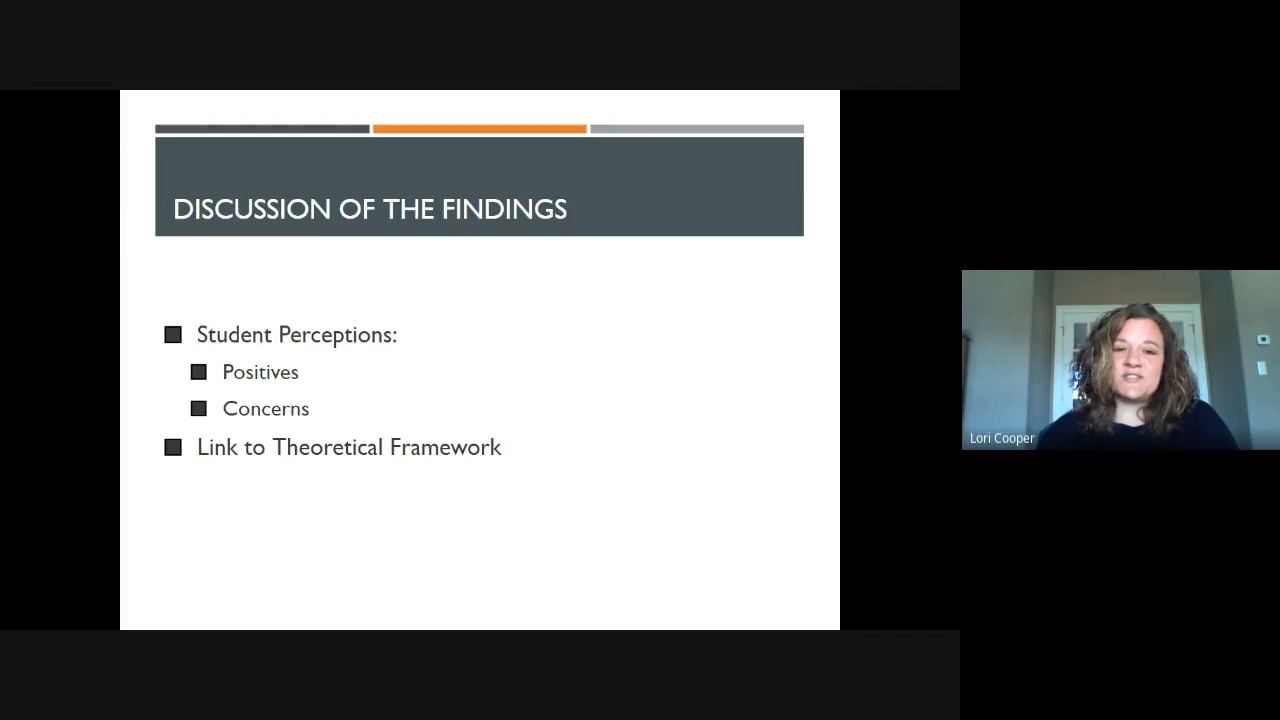 DISCUSSION OF THE FINDINGS
Student Perceptions:
Positives
Concerns
Link to Theoretical Framework
Lori Cooper